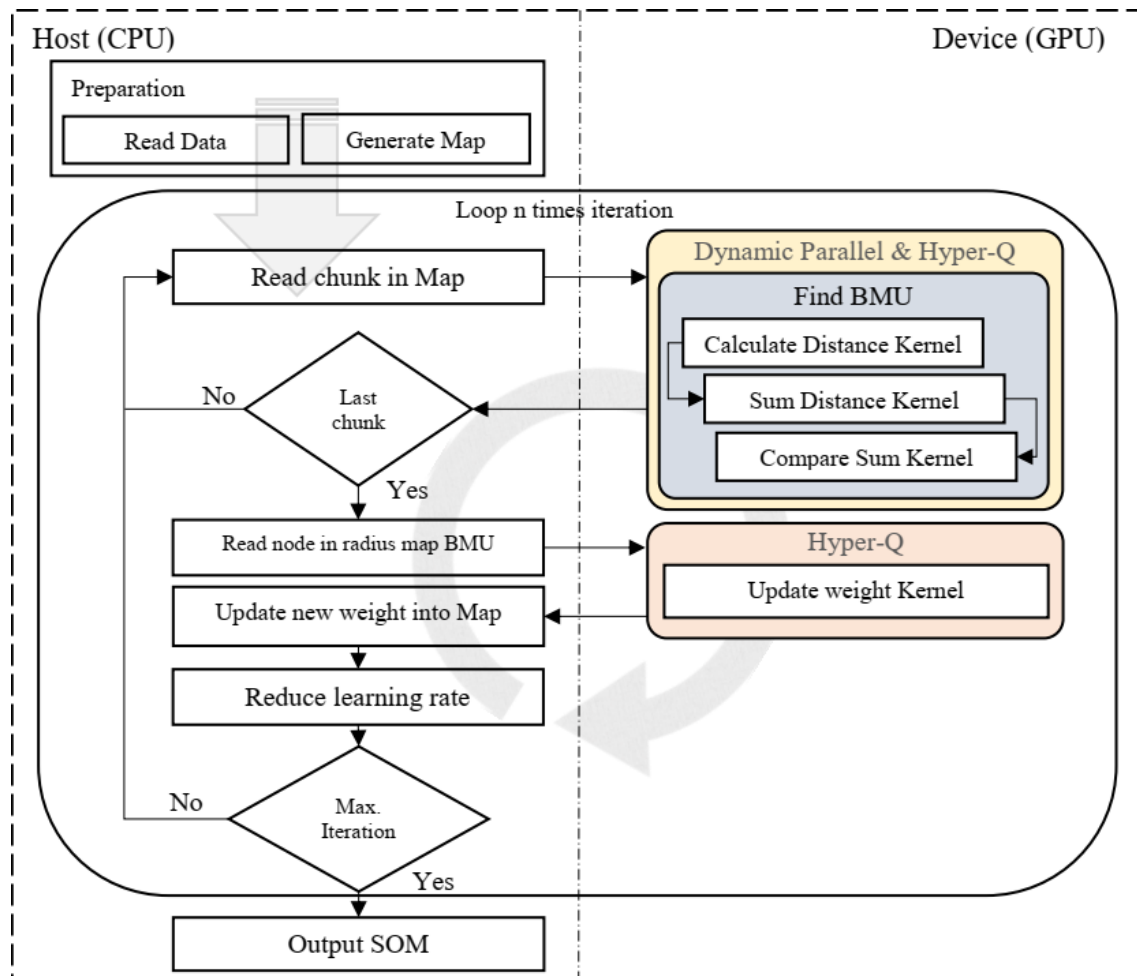 Host (CPU)
Device (GPU)
Preparation
Read Data
Generate Map
Loop n times iteration
Read chunk in Map
Dynamic Parallel & Hyper-Q
Find BMU
Calculate Distance Kernel
Sum Distance Kernel
Compare Sum Kernel
No
Last
chunk
Yes
Read node in radius map BMU
Hyper-Q
Update weight Kernel
Update new weight into Map
Reduce learning rate
No
Max.
Iteration
Yes
Output SOM